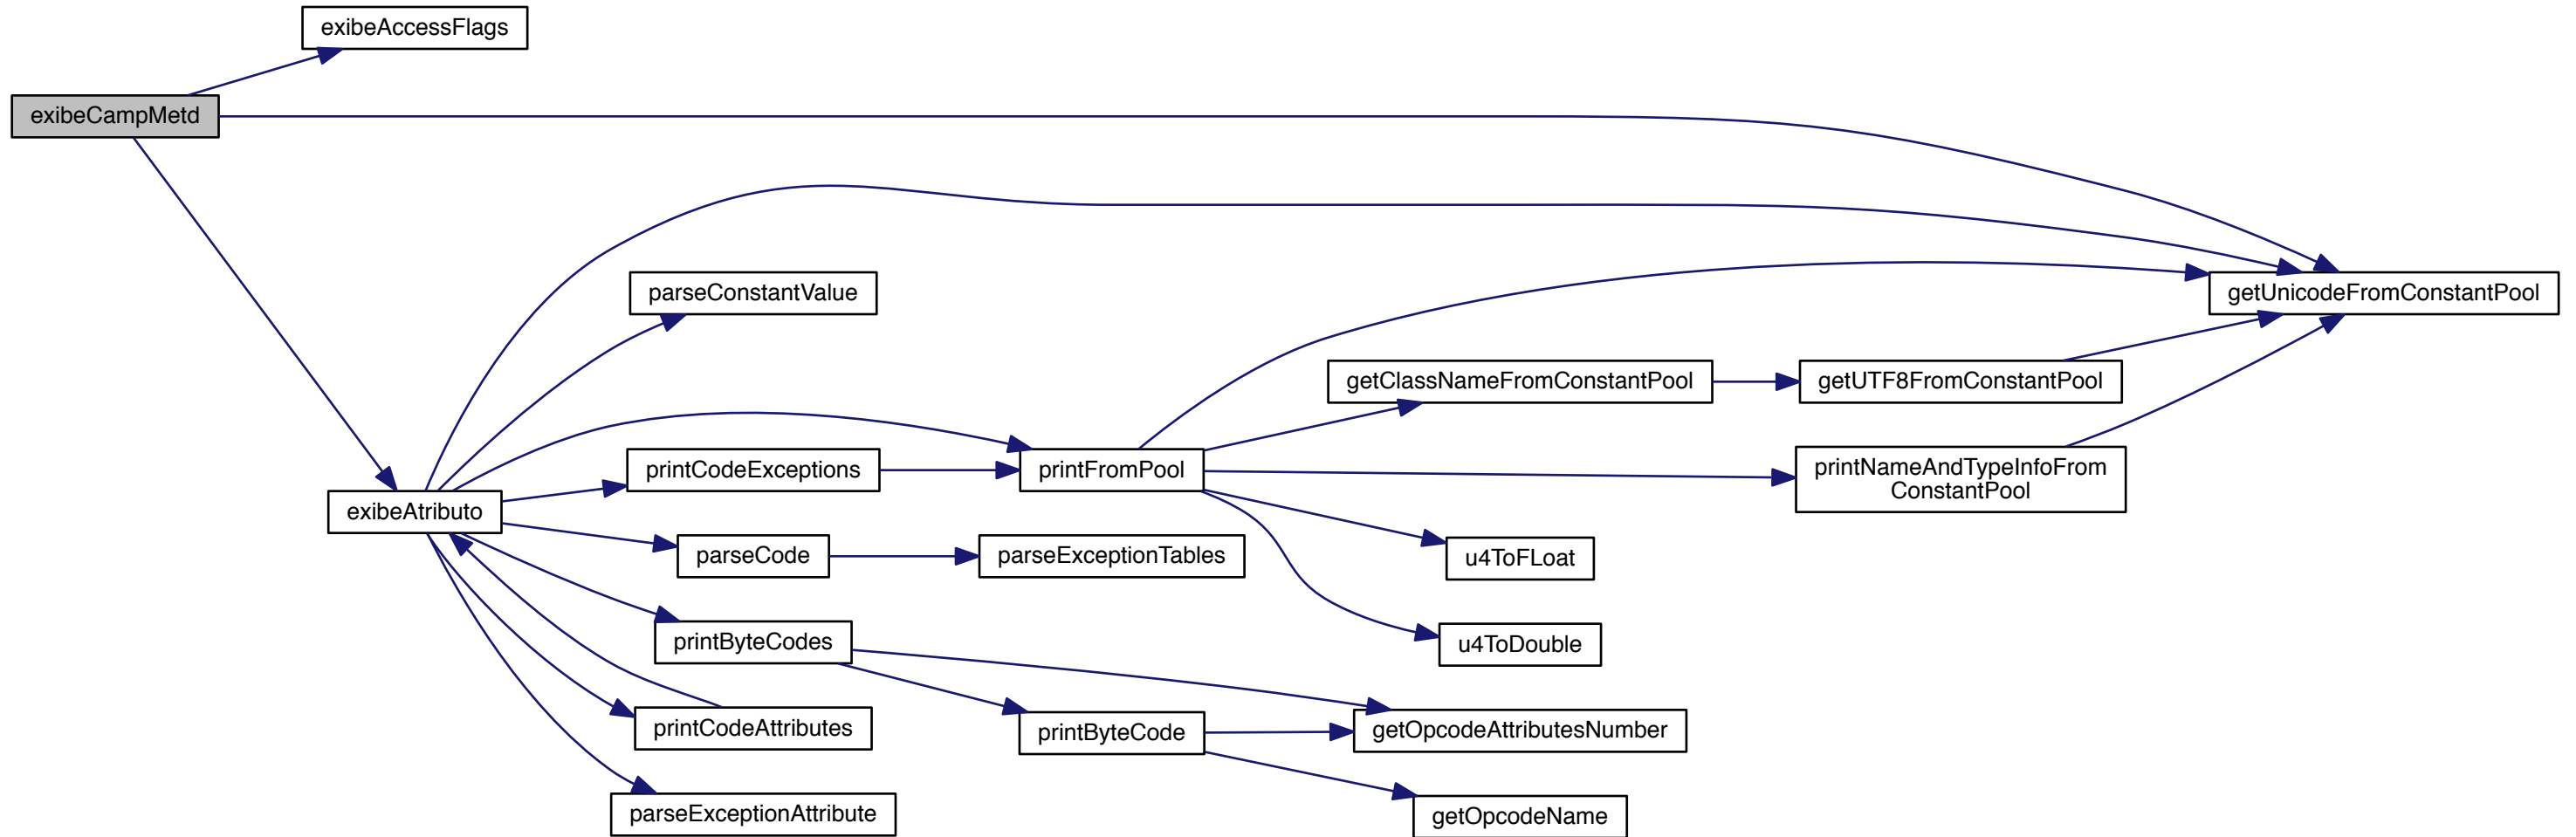 exibeAccessFlags
exibeCampMetd
parseConstantValue
getUnicodeFromConstantPool
getClassNameFromConstantPool
getUTF8FromConstantPool
printCodeExceptions
printFromPool
printNameAndTypeInfoFrom
ConstantPool
exibeAtributo
parseCode
parseExceptionTables
u4ToFLoat
printByteCodes
u4ToDouble
printCodeAttributes
printByteCode
getOpcodeAttributesNumber
parseExceptionAttribute
getOpcodeName